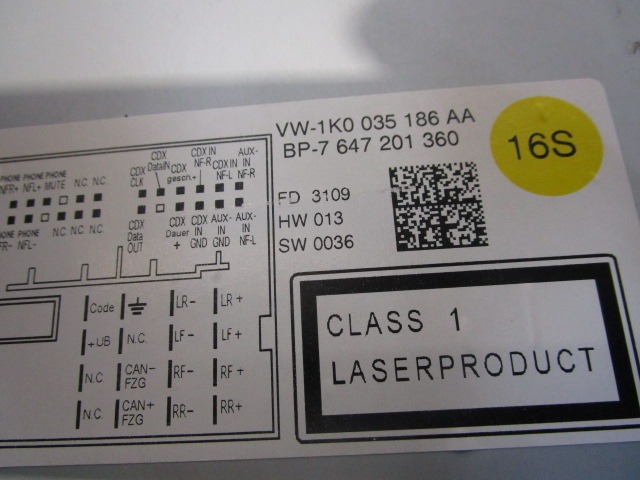 VW-1K0 035 186 AA
BP-7 647 201 360
16S
FD 3109
HW 013
SW 0036
CLASS 1
LASERPRODUCT
PHONE PHONE PHONE
NFR+ NFL+ MUTE N.C. N.C.
NFR- NFL- N.C. N.C. N.C.
CDX CLK
CDX DataIN
gesch.+
CDX IN NF-R
CDX IN NF-L
AUX- IN NF-R
CDX Data OUT
CDX Dauer +
CDX IN GND
AUX- IN GND
AUX- IN NF-L
Code LR- LR+
+UB N.C. LF- LF+
N.C CAN- FZG RF- RF+
N.C. CAN+ FZG RR- RR+